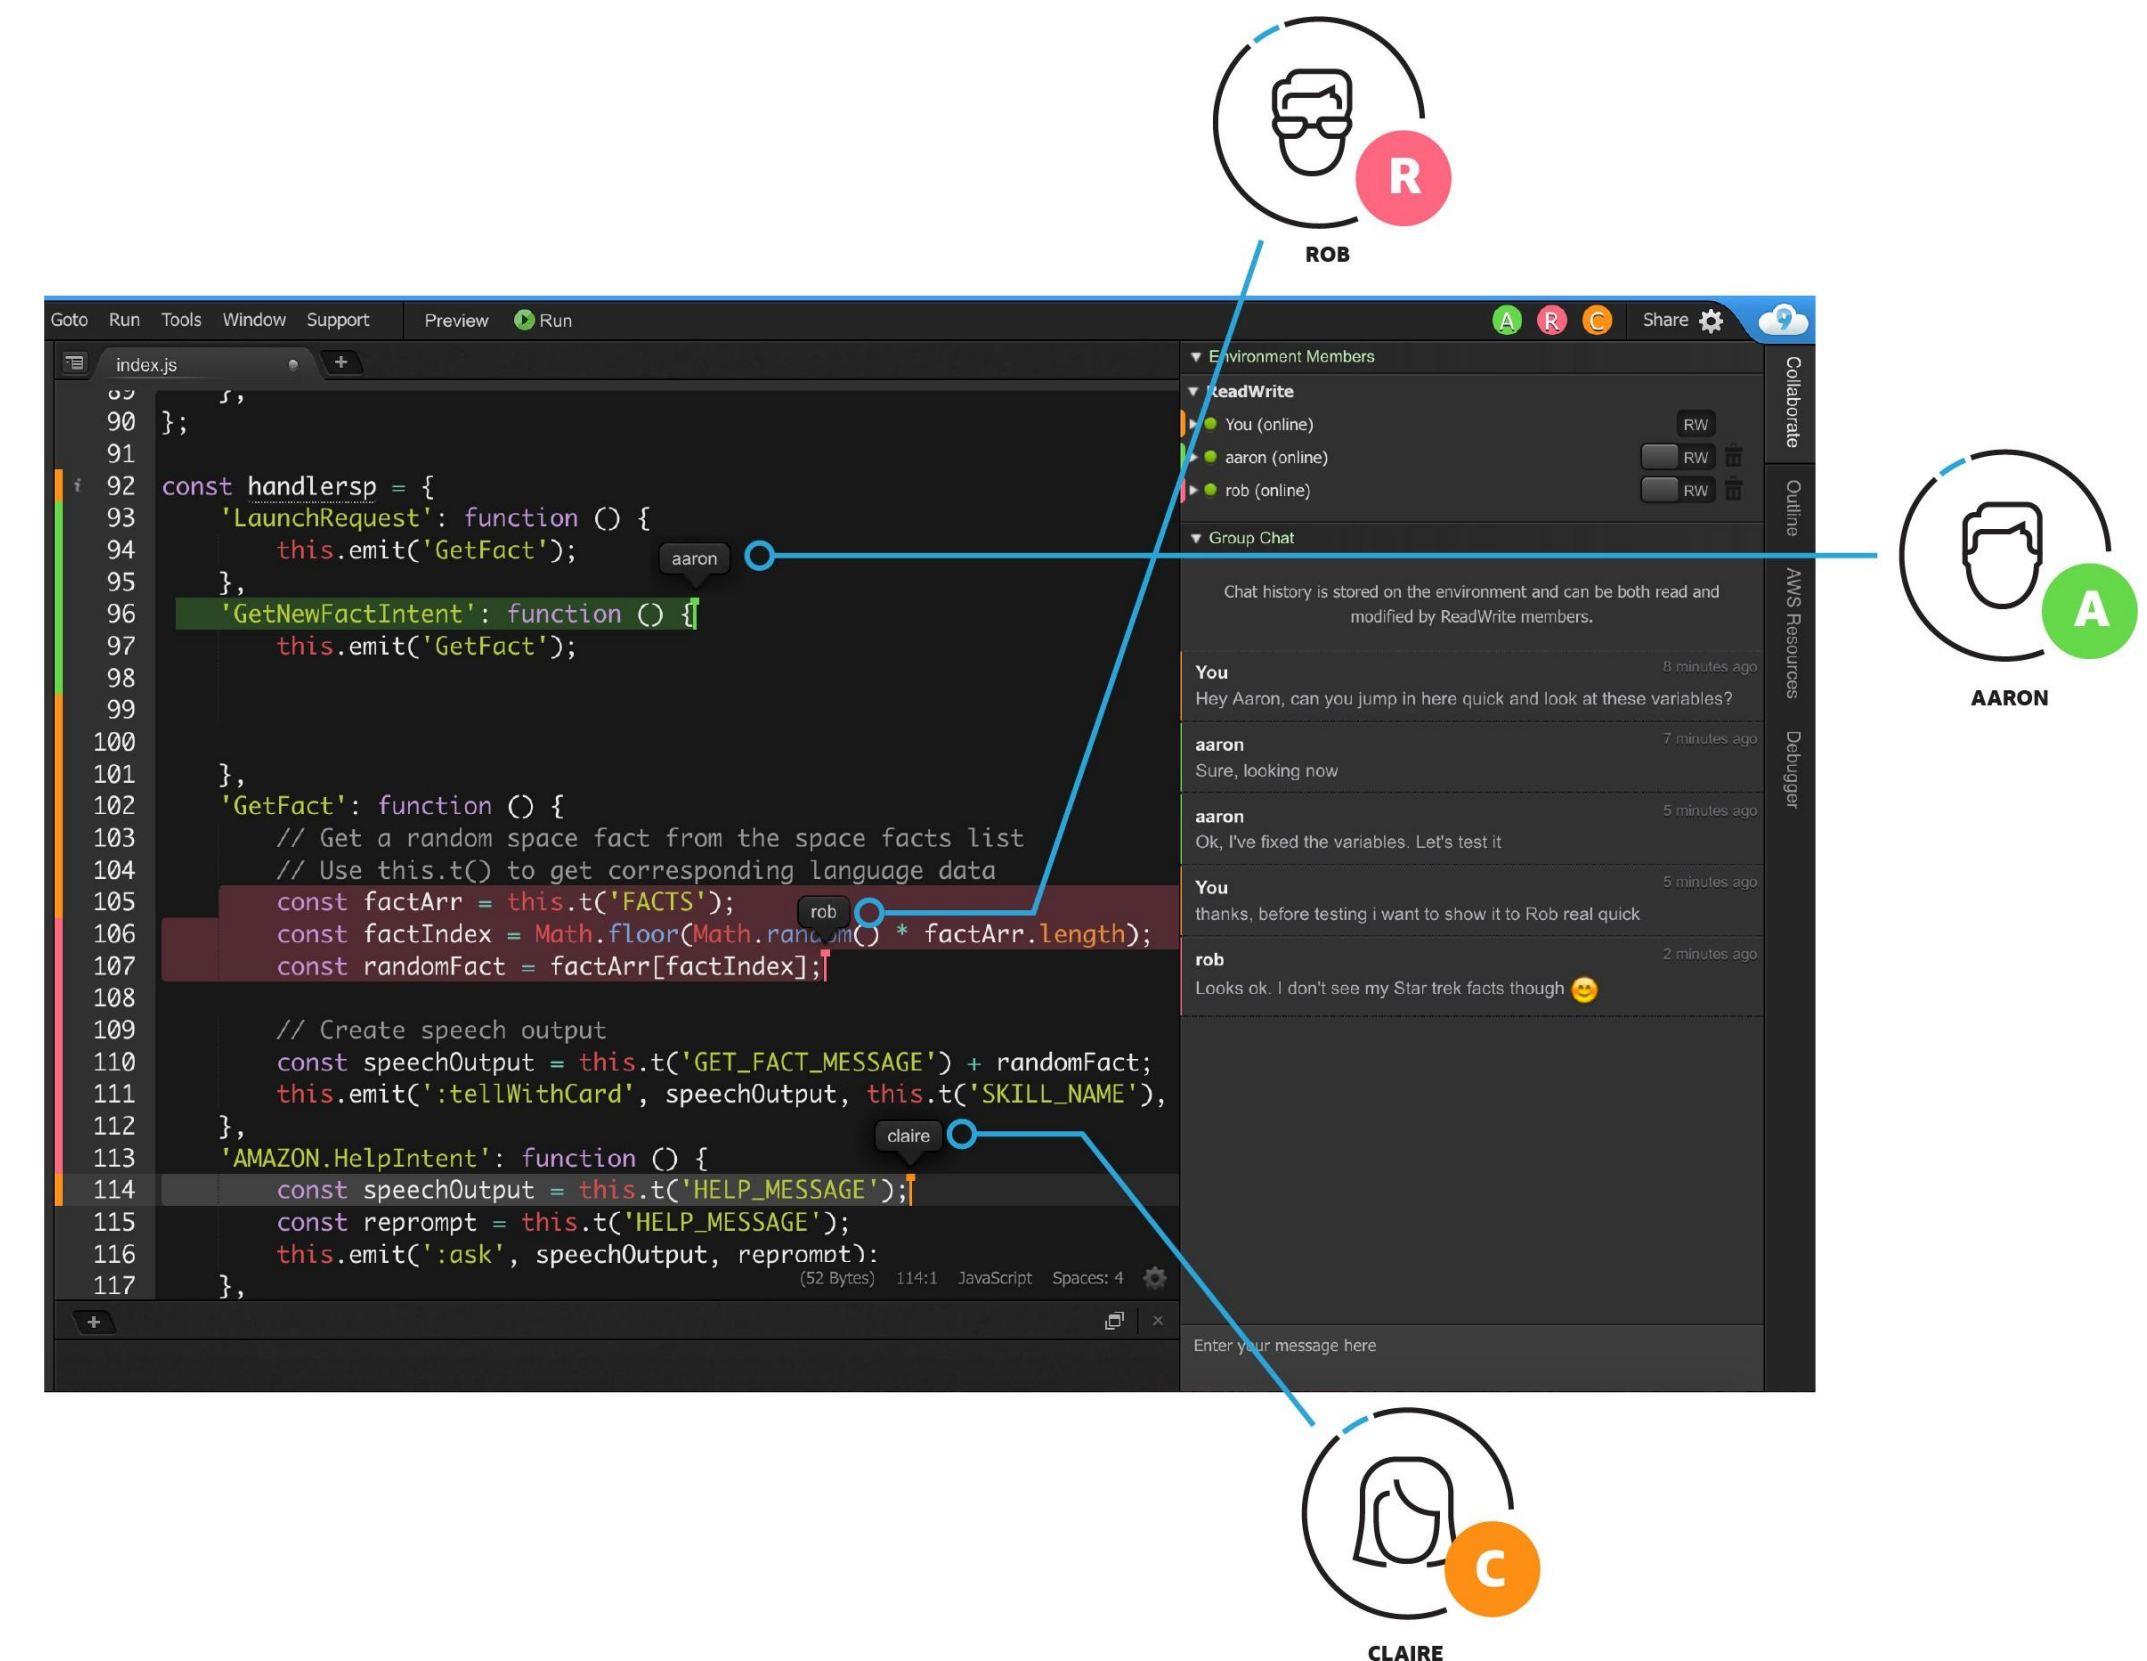 R
ROB
Goto Run Tools Window Support Preview Run A R C Share 9
index.js
89 },
90 };
91
i 92 const handlersp = {
93 'LaunchRequest': function () {
94 this.emit('GetFact');
aaron
95 },
96 'GetNewFactIntent': function () {
97 this.emit('GetFact');
98
99
100
101 },
102 'GetFact': function () {
103 // Get a random space fact from the space facts list
104 // Use this.t() to get corresponding language data
105 const factArr = this.t('FACTS');
rob
106 const factIndex = Math.floor(Math.random() * factArr.length);
107 const randomFact = factArr[factIndex];
108
109 // Create speech output
110 const speechOutput = this.t('GET_FACT_MESSAGE') + randomFact;
111 this.emit(':tellWithCard', speechOutput, this.t('SKILL_NAME'),
112 },
claire
113 'AMAZON.HelpIntent': function () {
114 const speechOutput = this.t('HELP_MESSAGE');
115 const reprompt = this.t('HELP_MESSAGE');
116 this.emit(':ask', speechOutput, reprompt);
117 },
(52 Bytes) 114:1 JavaScript Spaces: 4
Environment Members
ReadWrite
You (online) RW
aaron (online) RW
rob (online) RW
Group Chat
Chat history is stored on the environment and can be both read and
modified by ReadWrite members.
You 8 minutes ago
Hey Aaron, can you jump in here quick and look at these variables?
aaron 7 minutes ago
Sure, looking now
aaron 5 minutes ago
Ok, I've fixed the variables. Let's test it
You 5 minutes ago
thanks, before testing i want to show it to Rob real quick
rob 2 minutes ago
Looks ok. I don't see my Star trek facts though 😊
Enter your message here
Collaborate
Outline
AWS Resources
Debugger
A
AARON
C
CLAIRE